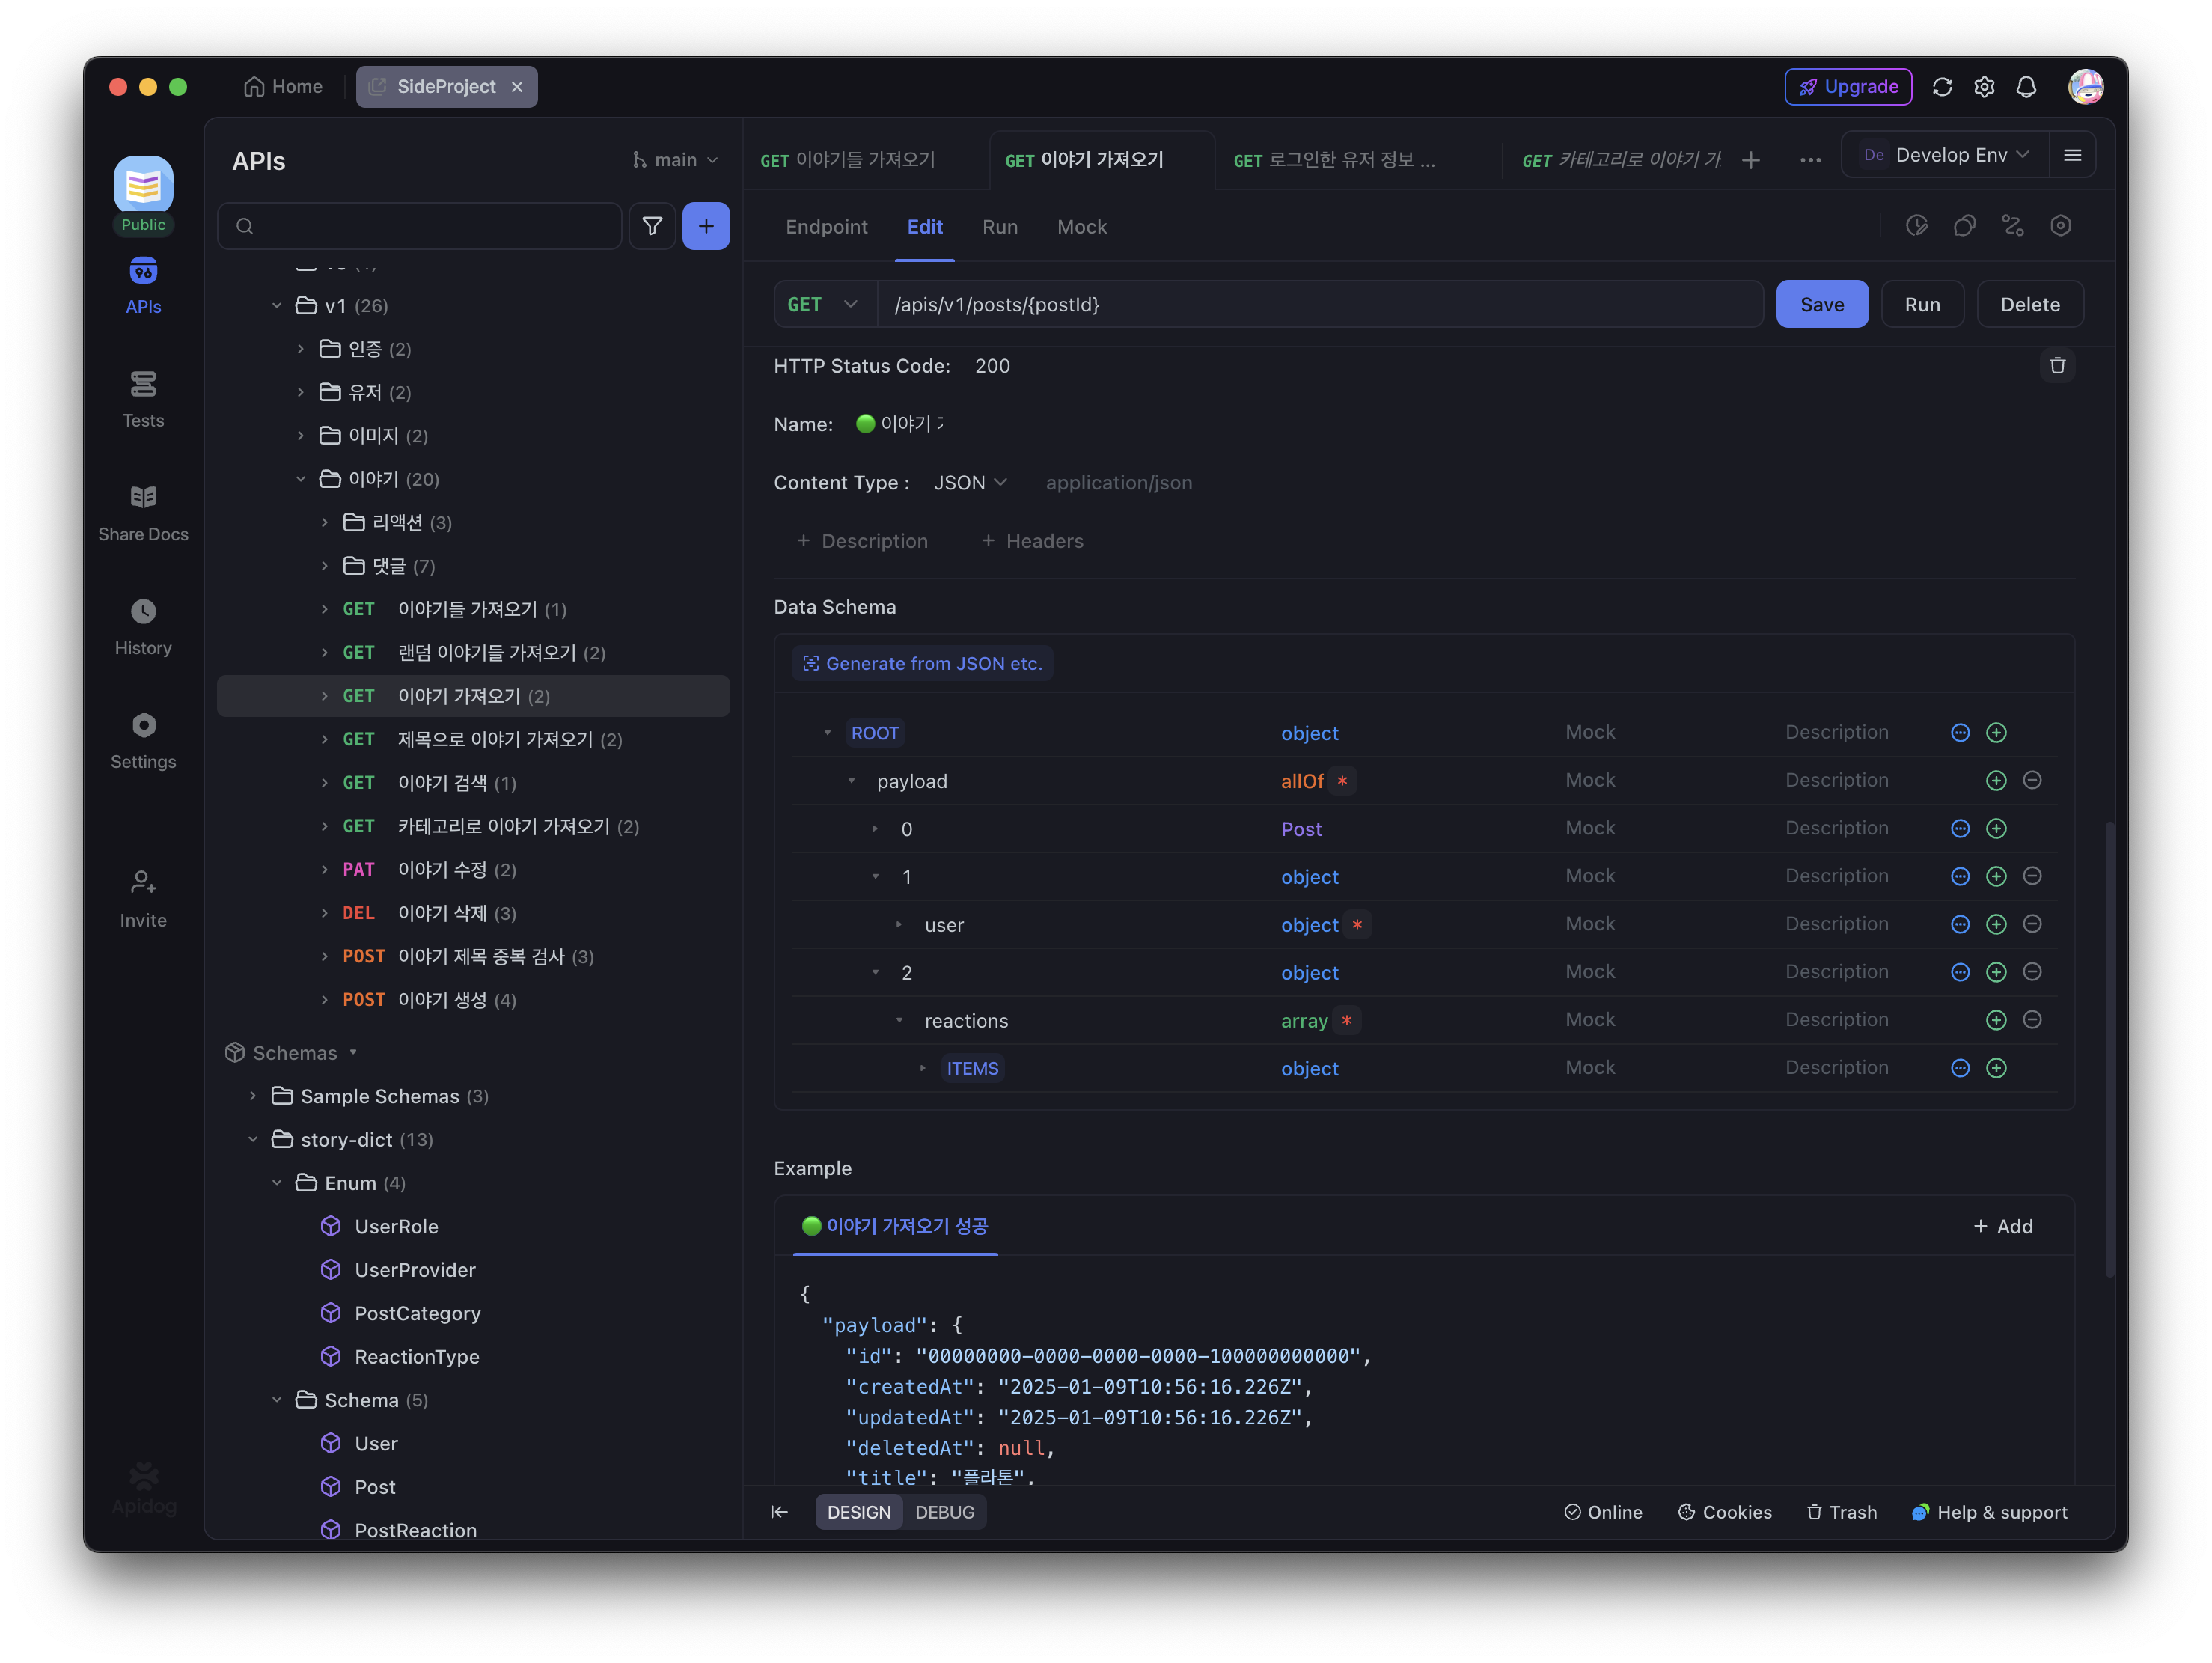 Home
SideProject
Upgrade
Public
APIs
Tests
Share Docs
History
Settings
Invite
Apidog
APIs
main
v1 (26)
인증 (2)
유저 (2)
이미지 (2)
이야기 (20)
리액션 (3)
댓글 (7)
GET 이야기들 가져오기 (1)
GET 랜덤 이야기들 가져오기 (2)
GET 이야기 가져오기 (2)
GET 제목으로 이야기 가져오기 (2)
GET 이야기 검색 (1)
GET 카테고리로 이야기 가져오기 (2)
PAT 이야기 수정 (2)
DEL 이야기 삭제 (3)
POST 이야기 제목 중복 검사 (3)
POST 이야기 생성 (4)
Schemas
Sample Schemas (3)
story-dict (13)
Enum (4)
UserRole
UserProvider
PostCategory
ReactionType
Schema (5)
User
Post
PostReaction
GET 이야기들 가져오기
GET 이야기 가져오기
GET 로그인한 유저 정보 ...
GET 카테고리로 이야기 가
De Develop Env
Endpoint Edit Run Mock
GET /apis/v1/posts/{postId}
Save Run Delete
HTTP Status Code: 200
Name: 이야기
Content Type : JSON application/json
+ Description + Headers
Data Schema
Generate from JSON etc.
ROOT object Mock Description
payload allOf * Mock Description
0 Post Mock Description
1 object Mock Description
user object * Mock Description
2 object Mock Description
reactions array * Mock Description
ITEMS object Mock Description
Example
이야기 가져오기 성공
+ Add
{
"payload": {
"id": "00000000-0000-0000-0000-100000000000",
"createdAt": "2025-01-09T10:56:16.226Z",
"updatedAt": "2025-01-09T10:56:16.226Z",
"deletedAt": null,
"title": "플라톤",
DESIGN DEBUG
Online Cookies Trash Help & support